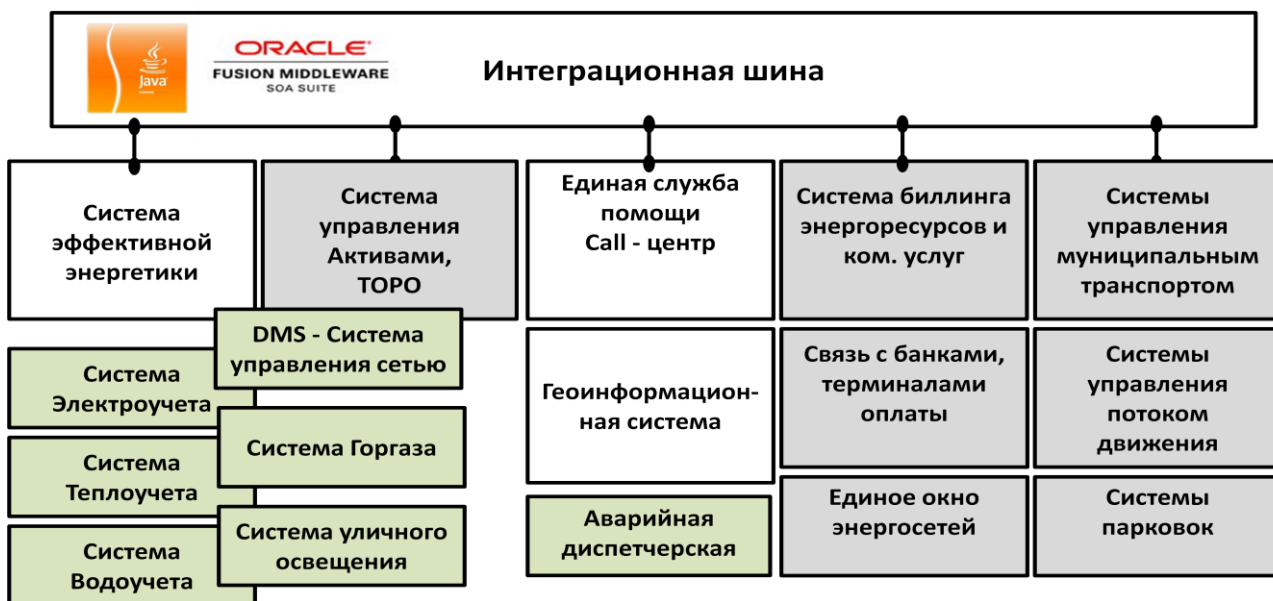 Java
ORACLE
FUSION MIDDLEWARE
SOA SUITE
Интеграционная шина
Система
эффективной
энергетики
Система
управления
Активами,
ТОРО
Единая служба
помощи
Call - центр
Система биллинга
энергоресурсов и
ком. услуг
Системы
управления
муниципальным
транспортом
DMS - Система
управления сетью
Система
Электроучета
Система Горгаза
Система
Теплоучета
Система уличного
освещения
Система
Водоучета
Геоинформацион-
ная система
Аварийная
диспетчерская
Связь с банками,
терминалами
оплаты
Единое окно
энергосетей
Системы
управления
потоком
движения
Системы
парковок